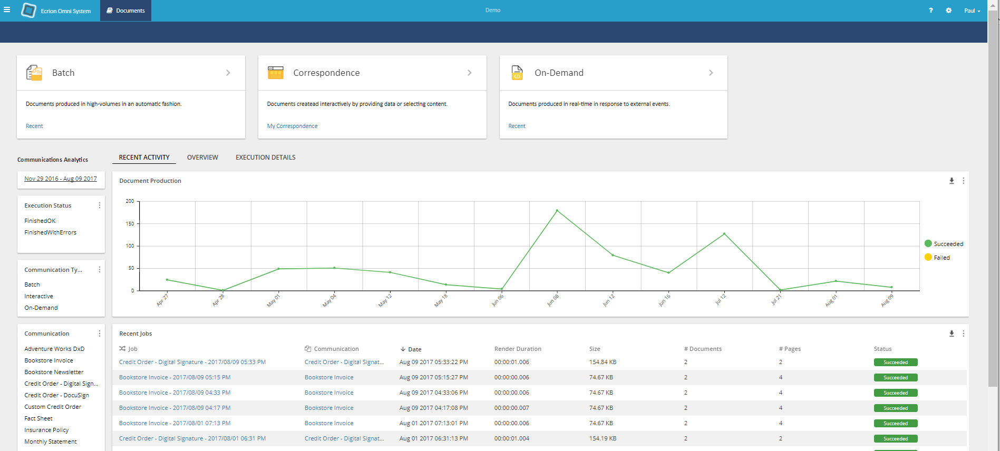 Ecrion Omni System
Documents
Demo
?
Paul
Batch
Documents produced in high-volumes in an automatic fashion.
Recent
Correspondence
Documents createad interactively by providing data or selecting content.
My Correspondence
On-Demand
</>
Documents produced in real-time in response to external events.
Recent
Communications Analytics
RECENT ACTIVITY OVERVIEW EXECUTION DETAILS
Nov 29 2016 - Aug 09 2017
Execution Status
FinishedOK
FinishedWithErrors
Communication Ty...
Batch
Interactive
On-Demand
Communication
Adventure Works DxD
Bookstore Invoice
Bookstore Newsletter
Credit Order - Digital Sign...
Credit Order - DocuSign
Custom Credit Order
Fact Sheet
Insurance Policy
Monthly Statement
Document Production
200
150
100
50
0
Apr 27 Apr 28 May 01 May 04 May 12 May 18 Jun 06 Jun 08 Jun 12 Jun 16 Jul 12 Jul 21 Aug 01 Aug 09
Succeeded
Failed
Recent Jobs
Job Communication Date Render Duration Size # Documents # Pages Status
Credit Order - Digital Signature - 2017/08/09 05:33 PM Credit Order - Digital Signat... Aug 09 2017 05:33:22 PM 00:00:01.006 154.84 KB 2 2 Succeeded
Bookstore Invoice - 2017/08/09 05:15 PM Bookstore Invoice Aug 09 2017 05:15:27 PM 00:00:00.006 74.67 KB 2 4 Succeeded
Bookstore Invoice - 2017/08/09 04:33 PM Bookstore Invoice Aug 09 2017 04:33:06 PM 00:00:00.006 74.67 KB 2 4 Succeeded
Bookstore Invoice - 2017/08/09 04:17 PM Bookstore Invoice Aug 09 2017 04:17:08 PM 00:00:00.007 74.67 KB 2 4 Succeeded
Bookstore Invoice - 2017/08/01 07:13 PM Bookstore Invoice Aug 01 2017 07:13:01 PM 00:00:00.006 74.67 KB 2 4 Succeeded
Credit Order - Digital Signature - 2017/08/01 06:31 PM Credit Order - Digital Signat... Aug 01 2017 06:31:13 PM 00:00:01.004 154.19 KB 2 2 Succeeded